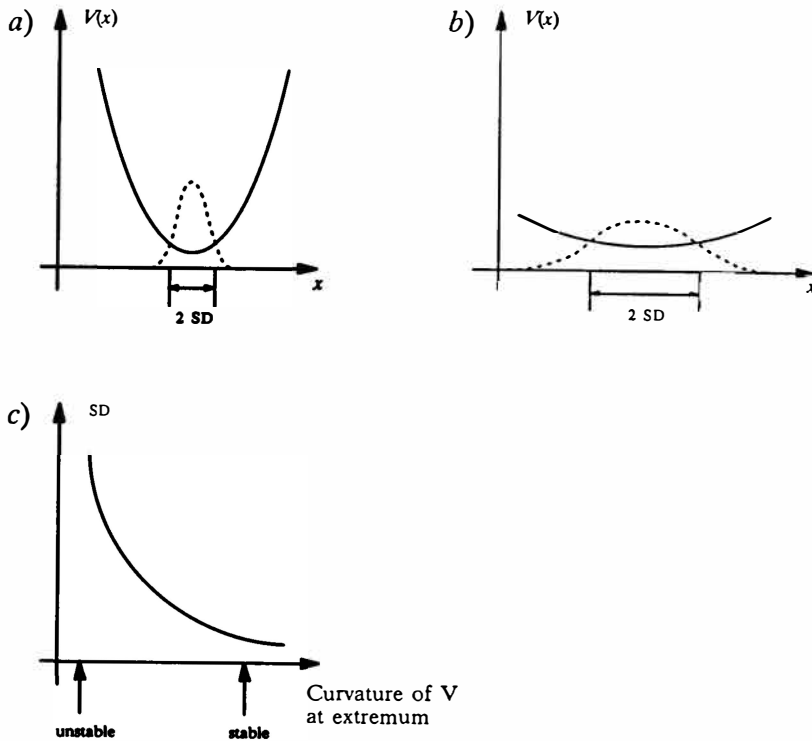 a) V(x)
x
2 SD
b) V(x)
x
2 SD
c) SD
Curvature of V
at extremum
unstable
stable